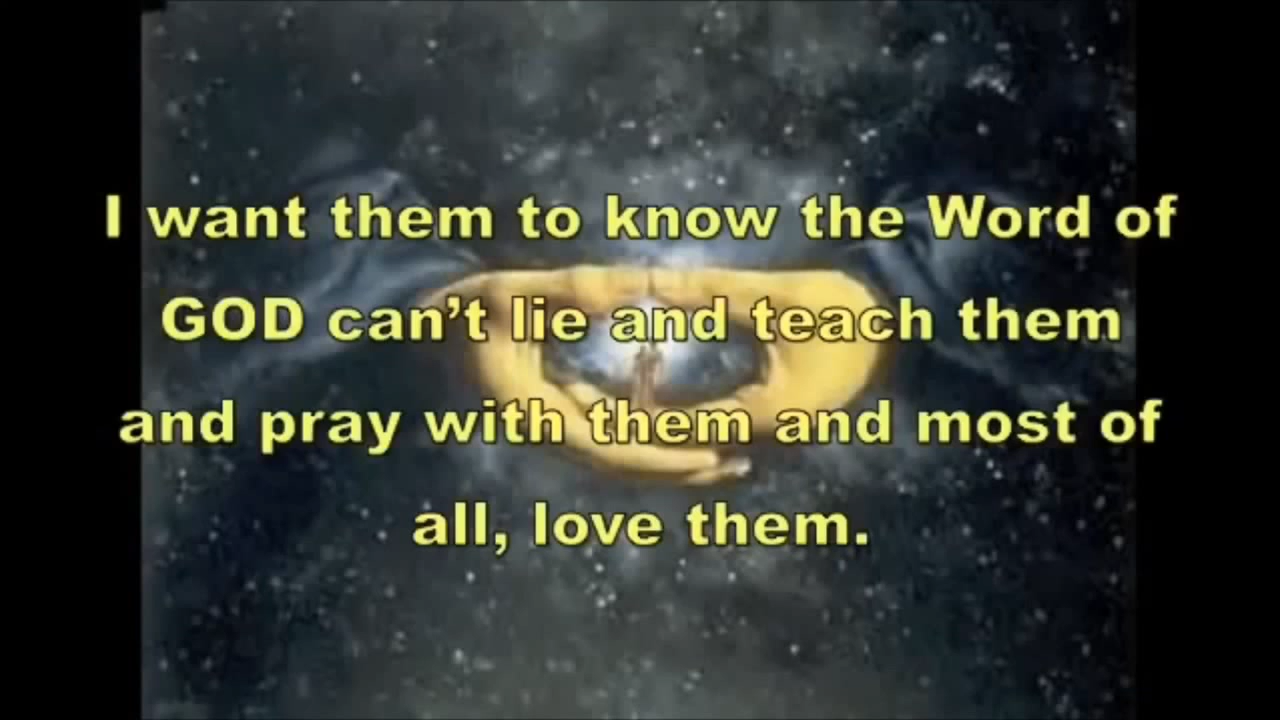 I want them to know the Word of
GOD can’t lie and teach them
and pray with them and most of
all, love them.